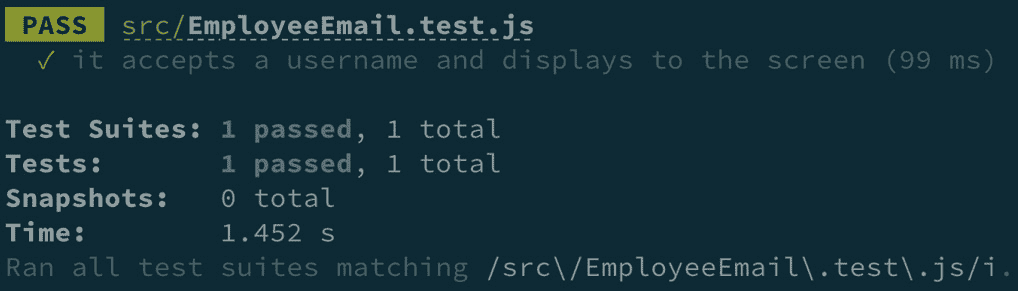 PASS src/EmployeeEmail.test.js
✓ it accepts a username and displays to the screen (99 ms)
Test Suites: 1 passed, 1 total
Tests: 1 passed, 1 total
Snapshots: 0 total
Time: 1.452 s
Ran all test suites matching /src\/EmployeeEmail\.test\.js/i.